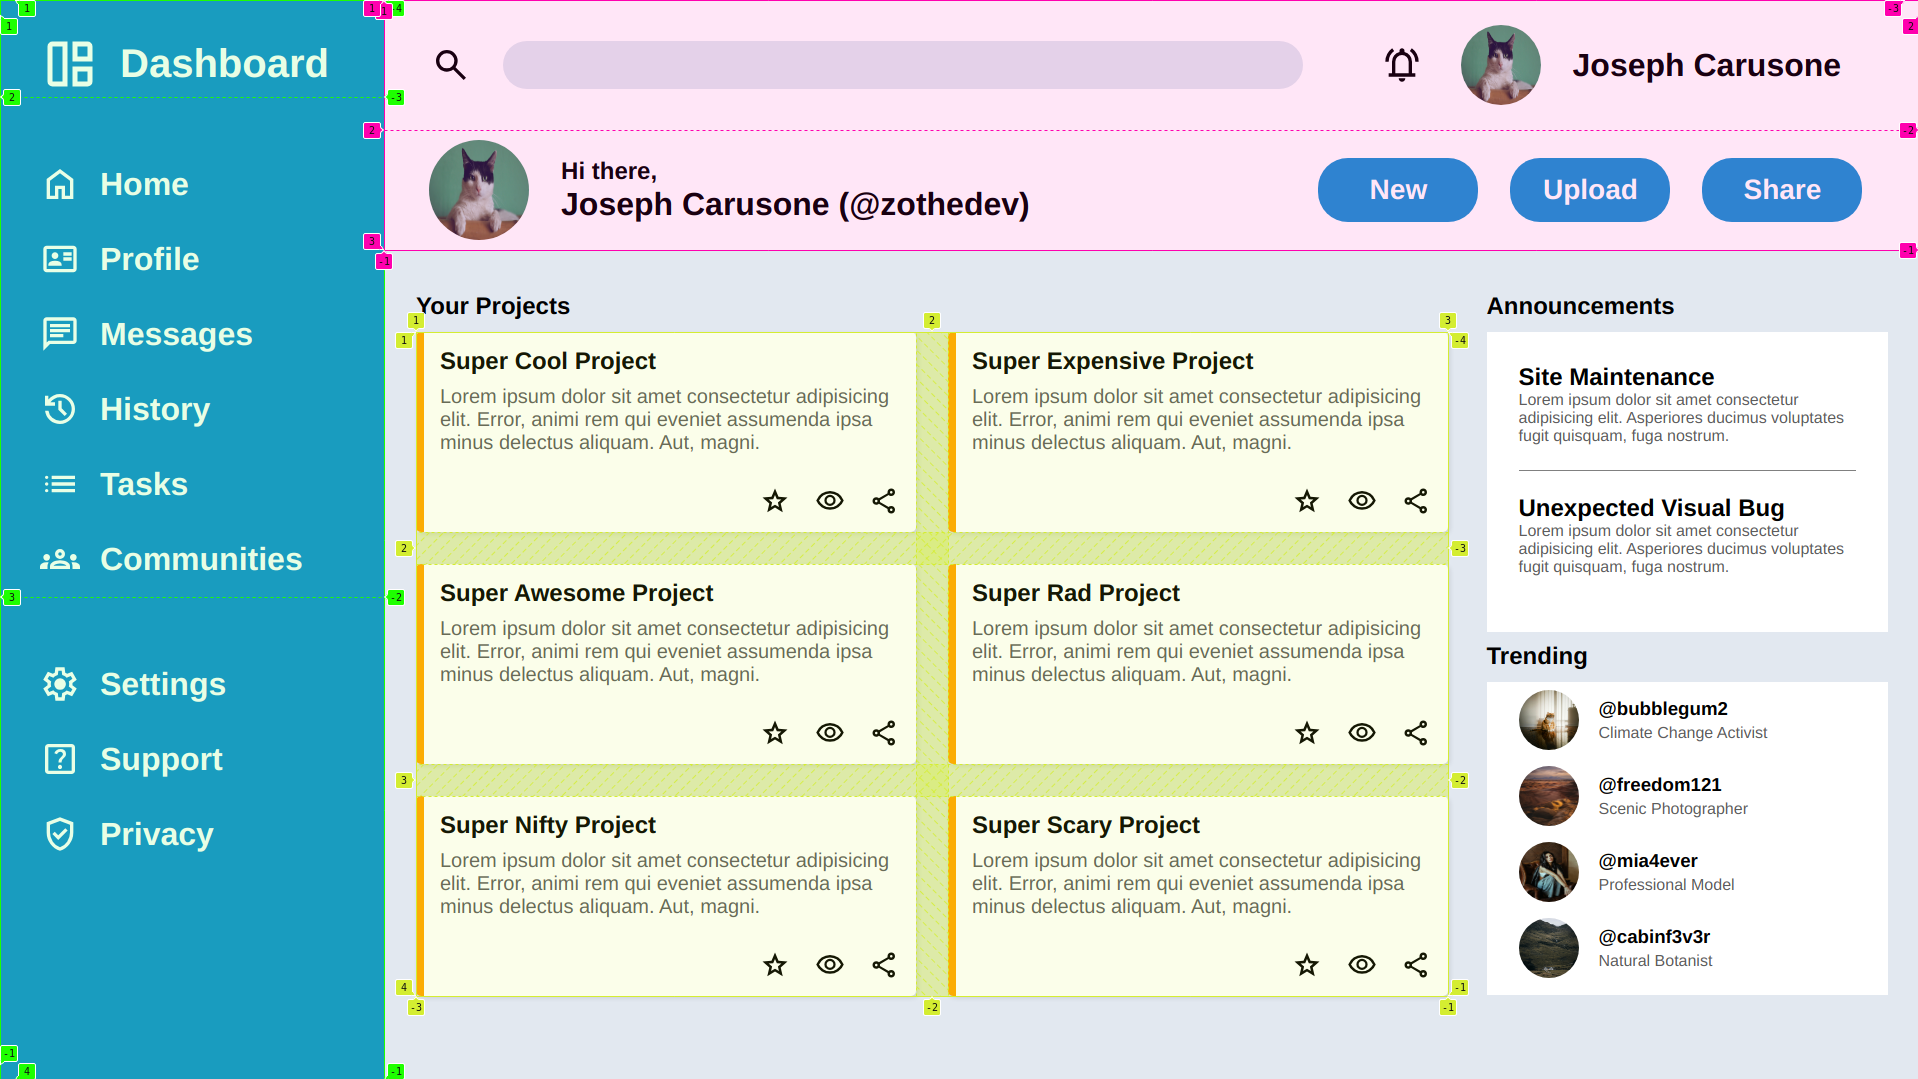 Dashboard
Home
Profile
Messages
History
Tasks
Communities
Settings
Support
Privacy
Joseph Carusone
Hi there,
Joseph Carusone (@zothedev)
New
Upload
Share
Your Projects
Super Cool Project
Lorem ipsum dolor sit amet consectetur adipisicing
elit. Error, animi rem qui eveniet assumenda ipsa
minus delectus aliquam. Aut, magni.
Super Expensive Project
Lorem ipsum dolor sit amet consectetur adipisicing
elit. Error, animi rem qui eveniet assumenda ipsa
minus delectus aliquam. Aut, magni.
Super Awesome Project
Lorem ipsum dolor sit amet consectetur adipisicing
elit. Error, animi rem qui eveniet assumenda ipsa
minus delectus aliquam. Aut, magni.
Super Rad Project
Lorem ipsum dolor sit amet consectetur adipisicing
elit. Error, animi rem qui eveniet assumenda ipsa
minus delectus aliquam. Aut, magni.
Super Nifty Project
Lorem ipsum dolor sit amet consectetur adipisicing
elit. Error, animi rem qui eveniet assumenda ipsa
minus delectus aliquam. Aut, magni.
Super Scary Project
Lorem ipsum dolor sit amet consectetur adipisicing
elit. Error, animi rem qui eveniet assumenda ipsa
minus delectus aliquam. Aut, magni.
Announcements
Site Maintenance
Lorem ipsum dolor sit amet consectetur
adipisicing elit. Asperiores ducimus voluptates
fugit quisquam, fuga nostrum.
Unexpected Visual Bug
Lorem ipsum dolor sit amet consectetur
adipisicing elit. Asperiores ducimus voluptates
fugit quisquam, fuga nostrum.
Trending
@bubblegum2
Climate Change Activist
@freedom121
Scenic Photographer
@mia4ever
Professional Model
@cabinf3v3r
Natural Botanist